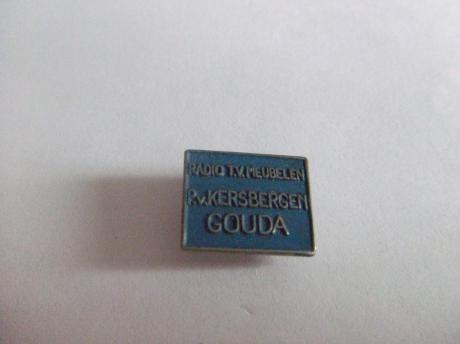 RADIO T.V. MEUBELEN
P.v. KERSBERGEN
GOUDA